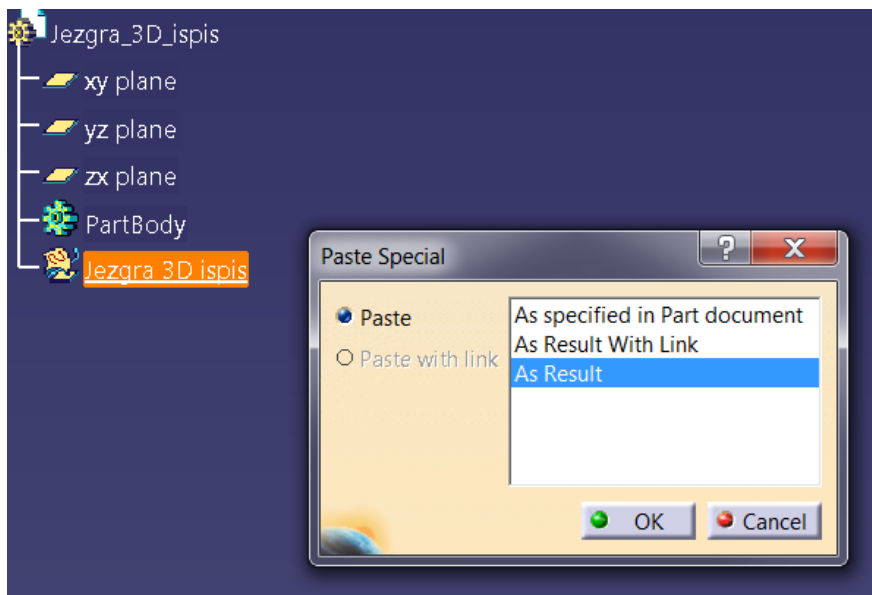 Jezgra_3D_ispis
xy plane
yz plane
zx plane
PartBody
Jezgra 3D ispis
Paste Special
?
X
Paste
Paste with link
As specified in Part document
As Result With Link
As Result
OK
Cancel